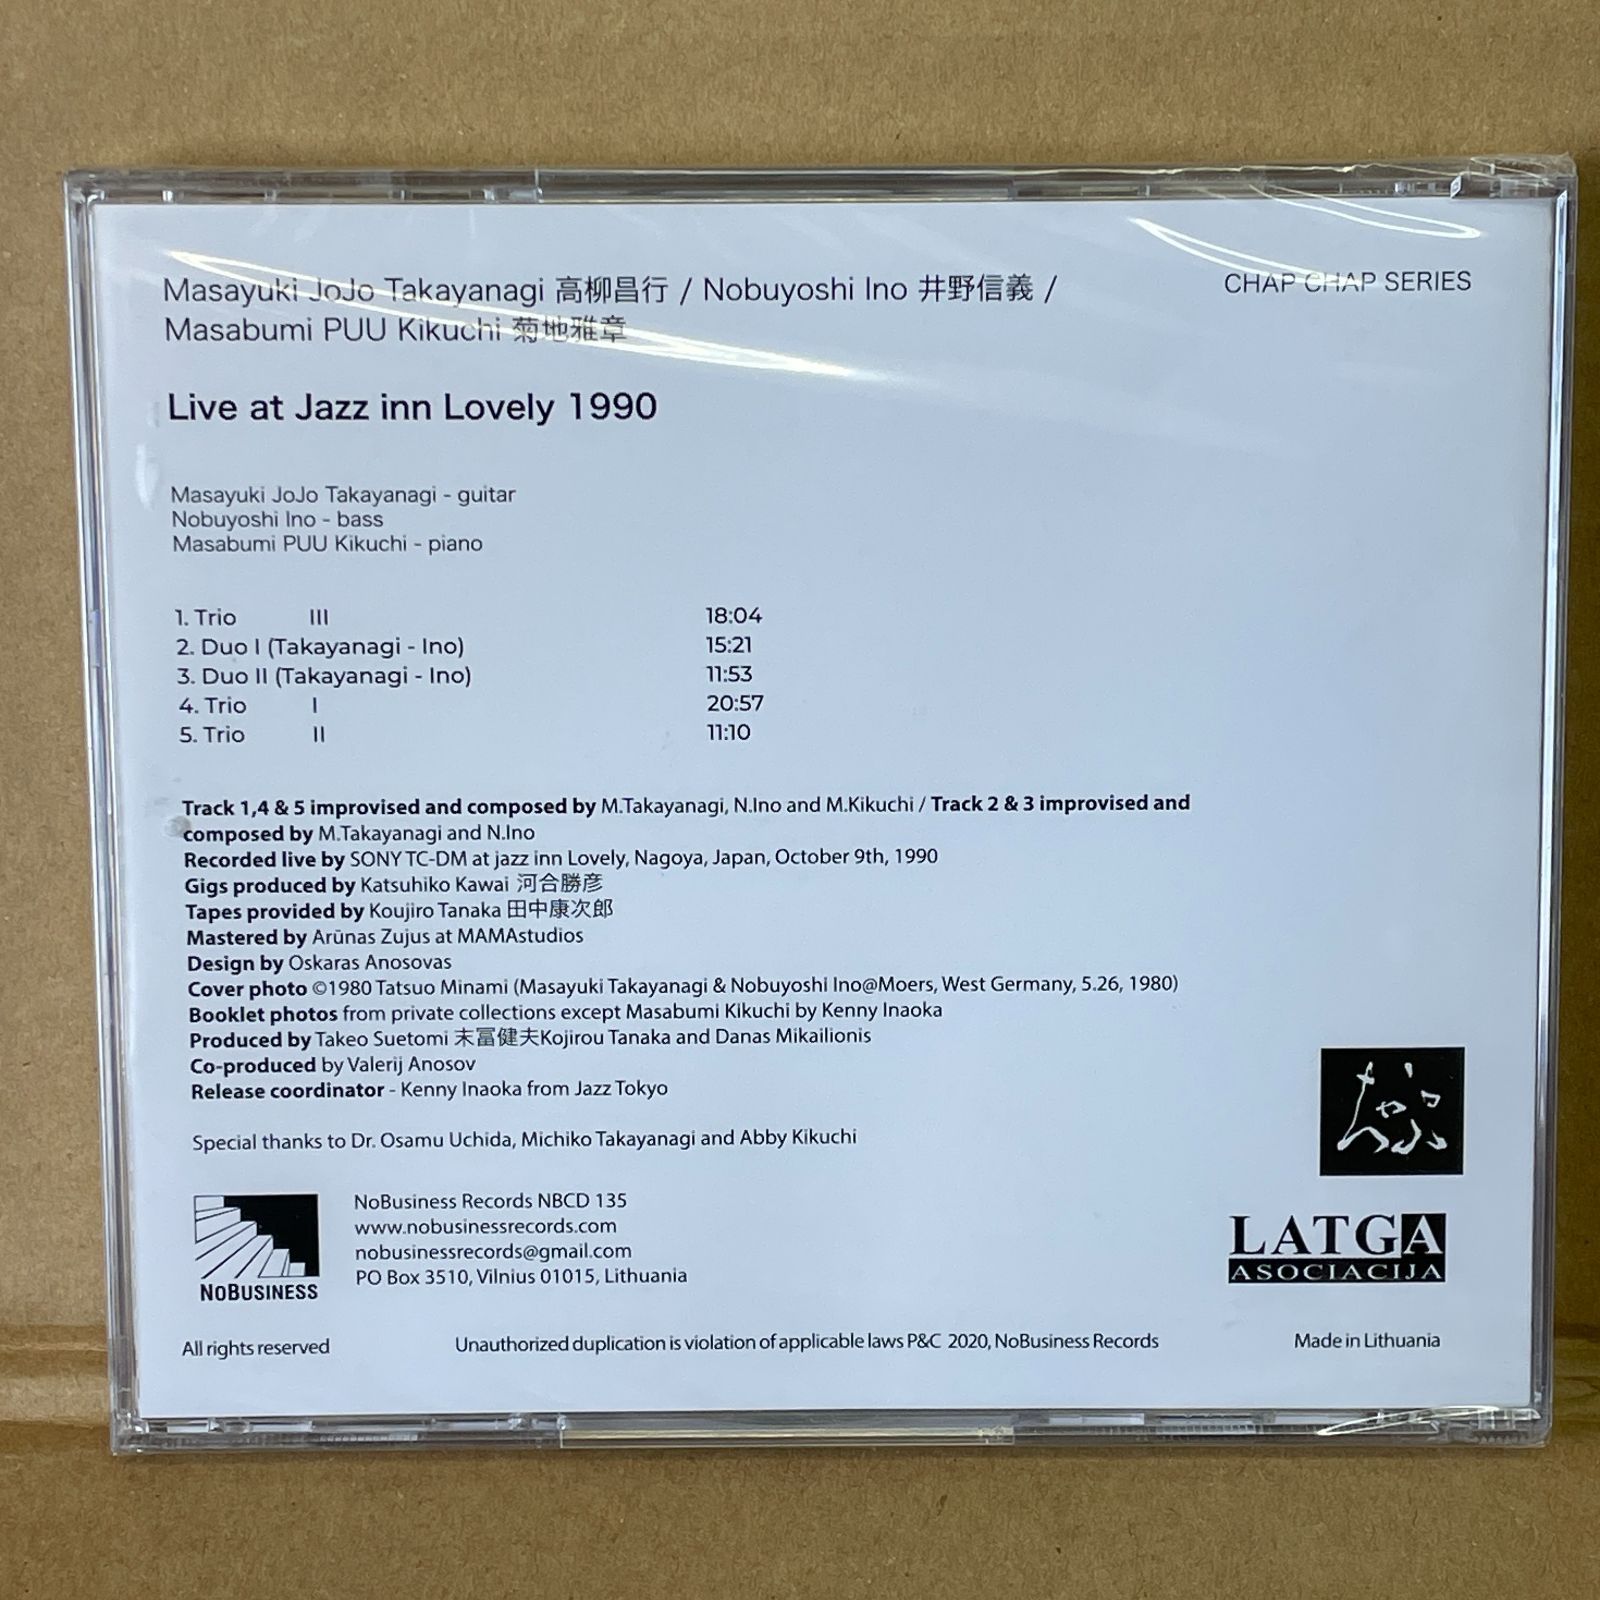 Masayuki JoJo Takayanagi 高柳昌行 / Nobuyoshi Ino 井野信義 /
Masabumi PUU Kikuchi 菊地雅章
CHAP CHAP SERIES
Live at Jazz inn Lovely 1990
Masayuki JoJo Takayanagi - guitar
Nobuyoshi Ino - bass
Masabumi PUU Kikuchi - piano
1. Trio III 18:04
2. Duo I (Takayanagi - Ino) 15:21
3. Duo II (Takayanagi - Ino) 11:53
4. Trio I 20:57
5. Trio II 11:10
Track 1,4 & 5 improvised and composed by M.Takayanagi, N.Ino and M.Kikuchi / Track 2 & 3 improvised and
composed by M.Takayanagi and N.Ino
Recorded live by SONY TC-DM at jazz inn Lovely, Nagoya, Japan, October 9th, 1990
Gigs produced by Katsuhiko Kawai 河合勝彦
Tapes provided by Koujiro Tanaka 田中康次郎
Mastered by Arūnas Zujus at MAMAstudios
Design by Oskaras Anosovas
Cover photo ©1980 Tatsuo Minami (Masayuki Takayanagi & Nobuyoshi Ino@Moers, West Germany, 5.26, 1980)
Booklet photos from private collections except Masabumi Kikuchi by Kenny Inaoka
Produced by Takeo Suetomi 末冨健夫Kojirou Tanaka and Danas Mikailionis
Co-produced by Valerij Anosov
Release coordinator - Kenny Inaoka from Jazz Tokyo
Special thanks to Dr. Osamu Uchida, Michiko Takayanagi and Abby Kikuchi
NOBUSINESS
NoBusiness Records NBCD 135
www.nobusinessrecords.com
nobusinessrecords@gmail.com
PO Box 3510, Vilnius 01015, Lithuania
LATGA
ASOCIACIJA
All rights reserved
Unauthorized duplication is violation of applicable laws P&C 2020, NoBusiness Records
Made in Lithuania